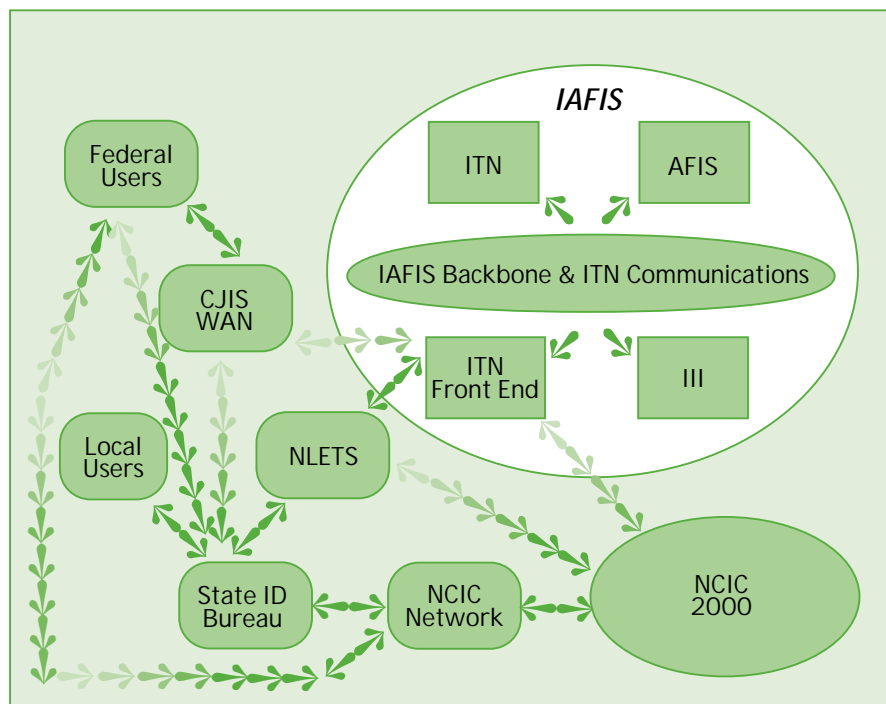 IAFIS
ITN
AFIS
Federal
Users
IAFIS Backbone & ITN Communications
CJIS
WAN
ITN
Front End
III
Local
Users
NLETS
State ID
Bureau
NCIC
Network
NCIC
2000